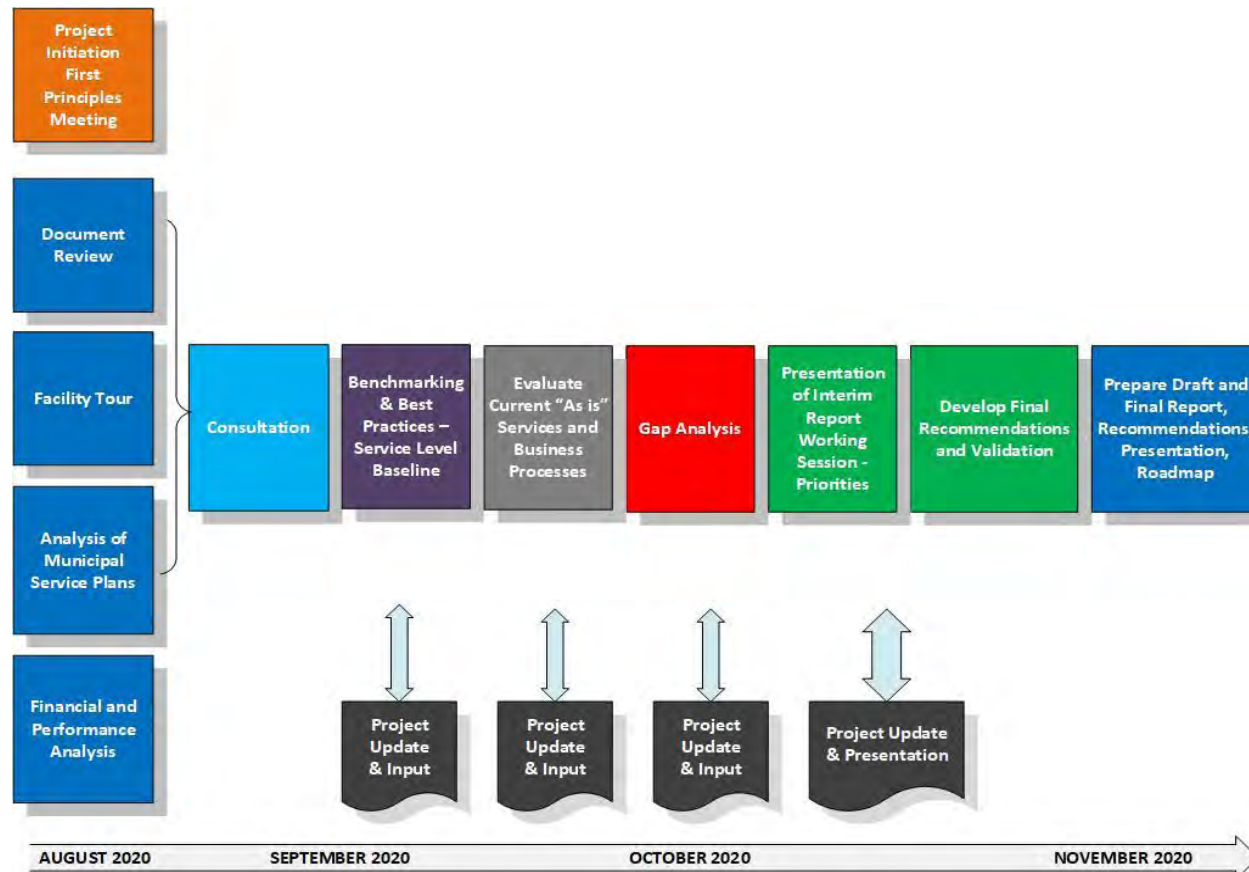 Project
Initiation
First
Principles
Meeting
Document
Review
Facility Tour
Analysis of
Municipal
Service Plans
Financial and
Performance
Analysis
Consultation
Benchmarking
& Best
Practices –
Service Level
Baseline
Evaluate
Current “As is”
Services and
Business
Processes
Gap Analysis
Presentation
of Interim
Report
Working
Session -
Priorities
Develop Final
Recommendations
and Validation
Prepare Draft and
Final Report,
Recommendations
Presentation,
Roadmap
Project
Update
& Input
Project
Update
& Input
Project
Update
& Input
Project Update
& Presentation
AUGUST 2020
SEPTEMBER 2020
OCTOBER 2020
NOVEMBER 2020